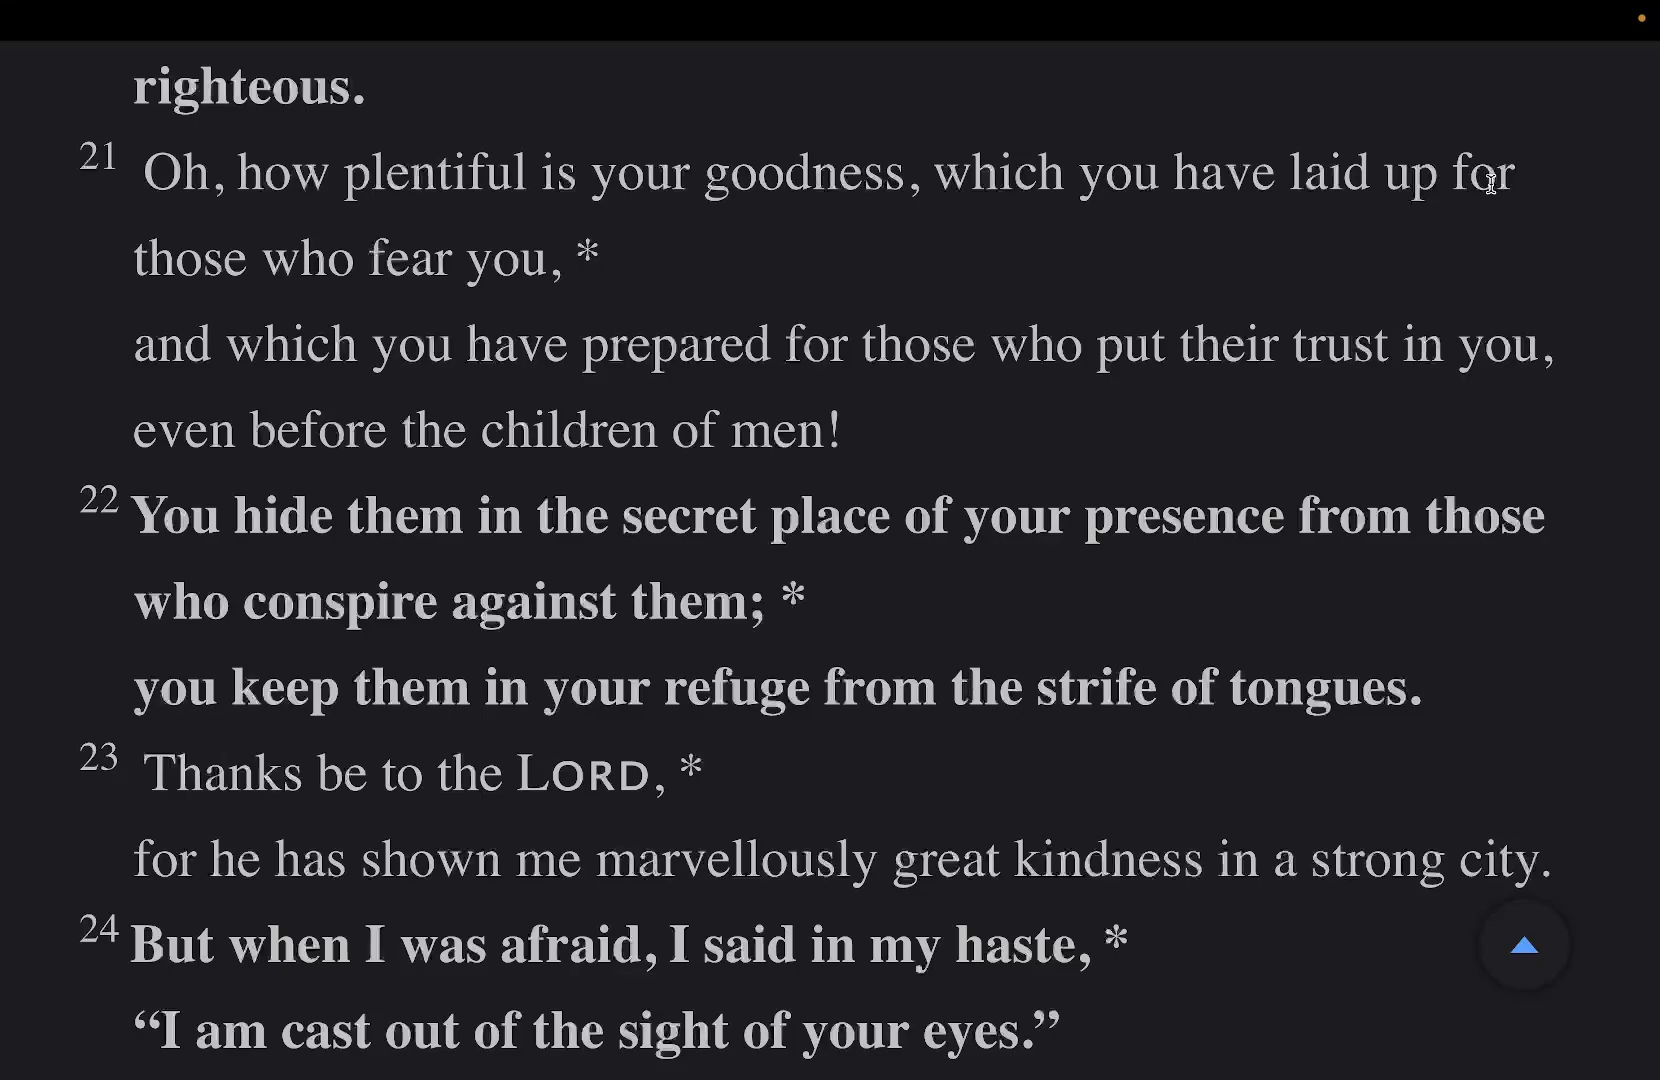 righteous.
21 Oh, how plentiful is your goodness, which you have laid up for
those who fear you, *
and which you have prepared for those who put their trust in you,
even before the children of men!
22 You hide them in the secret place of your presence from those
who conspire against them; *
you keep them in your refuge from the strife of tongues.
23 Thanks be to the LORD, *
for he has shown me marvellously great kindness in a strong city.
24 But when I was afraid, I said in my haste, *
“I am cast out of the sight of your eyes.”